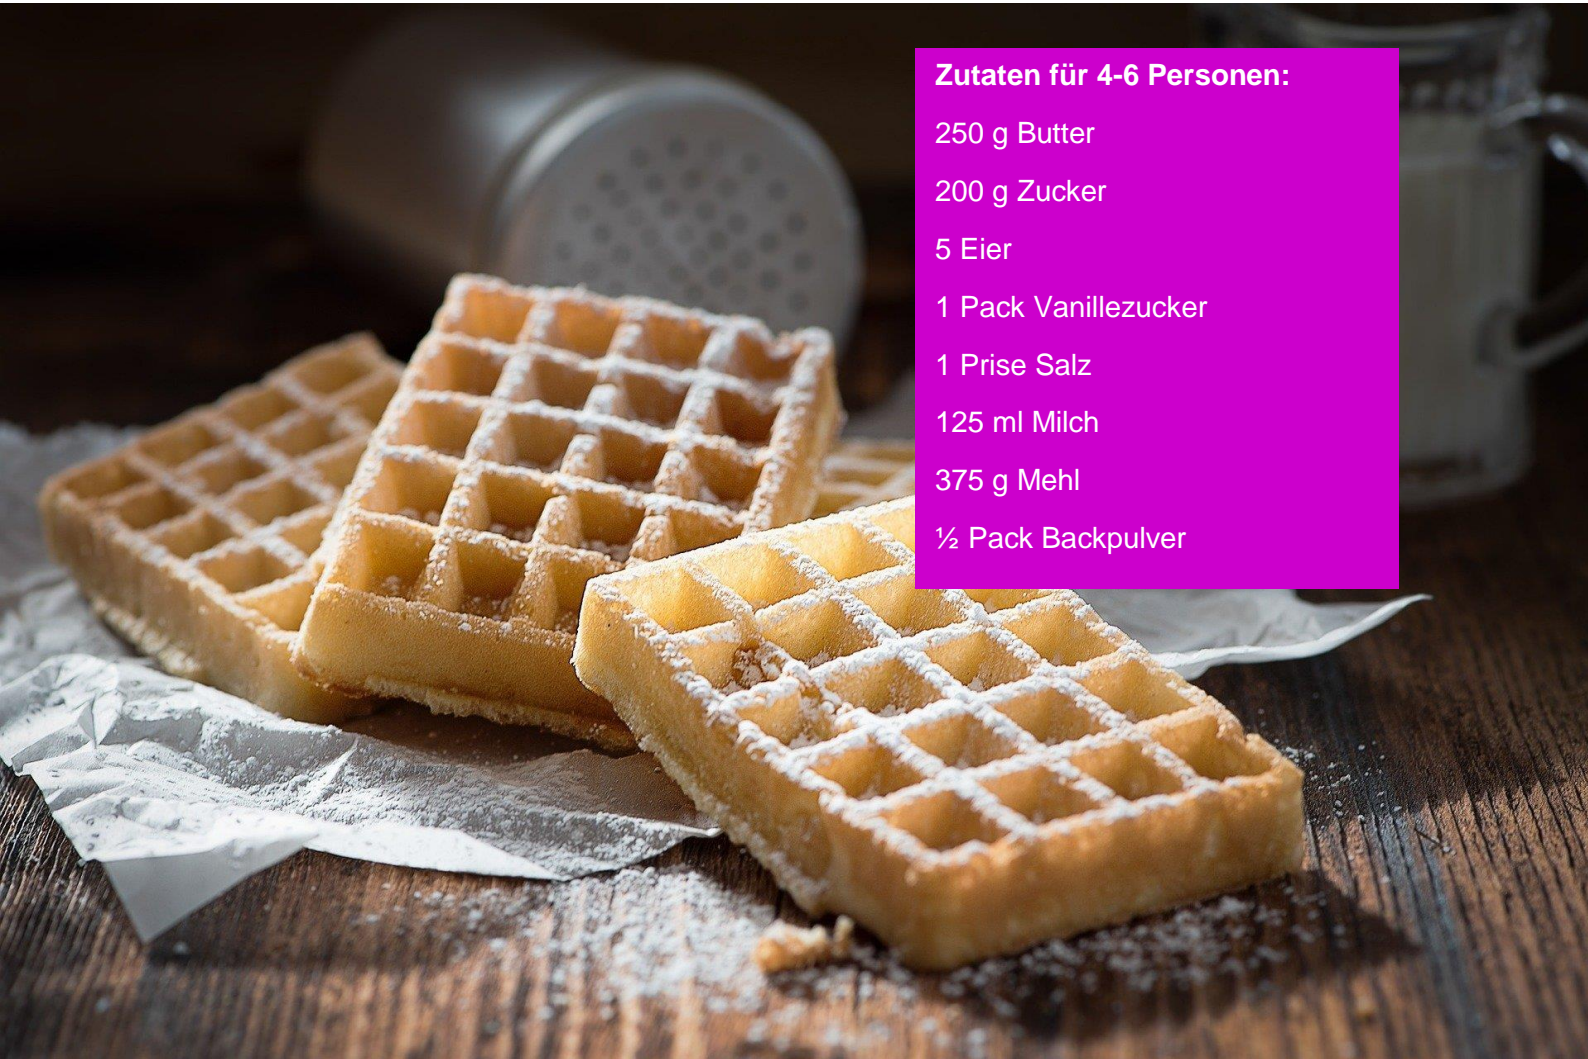 Zutaten für 4-6 Personen:
250 g Butter
200 g Zucker
5 Eier
1 Pack Vanillezucker
1 Prise Salz
125 ml Milch
375 g Mehl
½ Pack Backpulver